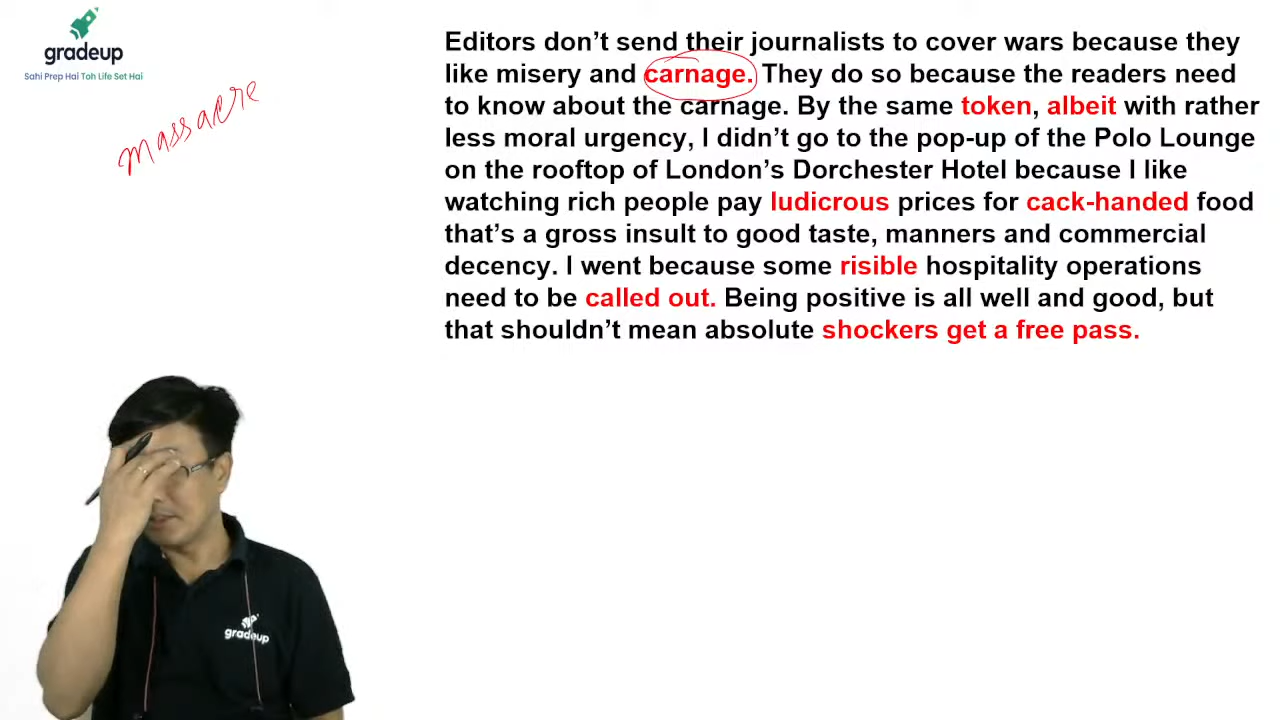 gradeup
Sahi Prep Hai Toh Life Set Hai
massacre
Editors don't send their journalists to cover wars because they
like misery and carnage. They do so because the readers need
to know about the carnage. By the same token, albeit with rather
less moral urgency, I didn't go to the pop-up of the Polo Lounge
on the rooftop of London's Dorchester Hotel because I like
watching rich people pay ludicrous prices for cack-handed food
that's a gross insult to good taste, manners and commercial
decency. I went because some risible hospitality operations
need to be called out. Being positive is all well and good, but
that shouldn't mean absolute shockers get a free pass.
gradeup